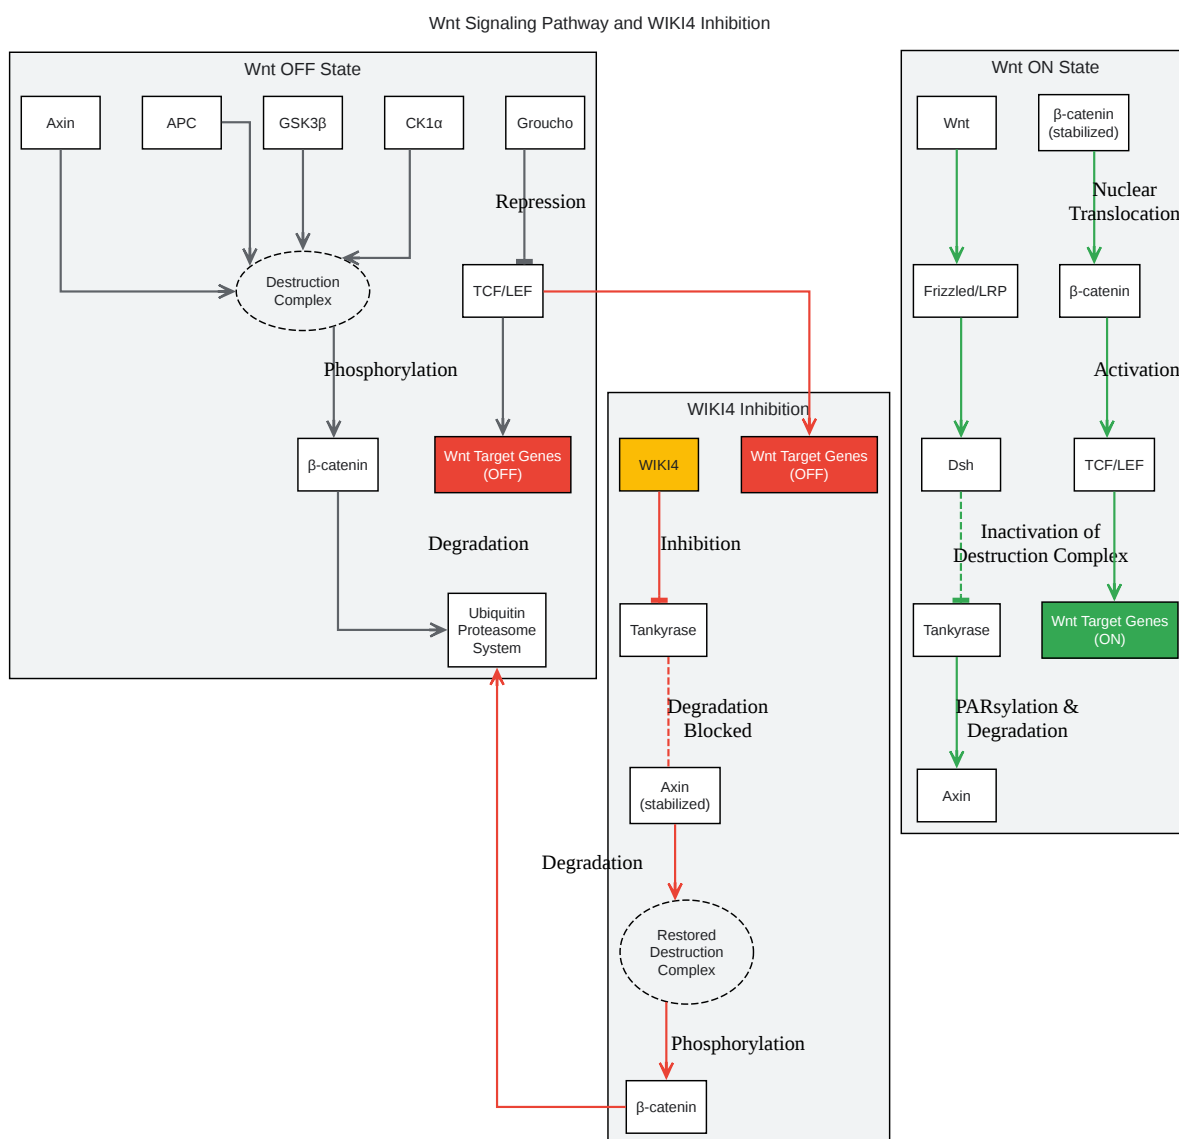 Wnt Signaling Pathway and WIKI4 Inhibition
Wnt OFF State
Axin
APC
GSK3β
CK1α
Groucho
Repression
Destruction
Complex
TCF/LEF
Phosphorylation
β-catenin
Wnt Target Genes
(OFF)
Degradation
Ubiquitin
Proteasome
System
WIKI4 Inhibition
WIKI4
Wnt Target Genes
(OFF)
Inhibition
Tankyrase
Degradation
Blocked
Axin
(stabilized)
Degradation
Restored
Destruction
Complex
Phosphorylation
β-catenin
Wnt ON State
Wnt
β-catenin
(stabilized)
Nuclear
Translocation
Frizzled/LRP
β-catenin
Activation
Dsh
TCF/LEF
Inactivation of
Destruction Complex
Tankyrase
Wnt Target Genes
(ON)
PARsylation &
Degradation
Axin